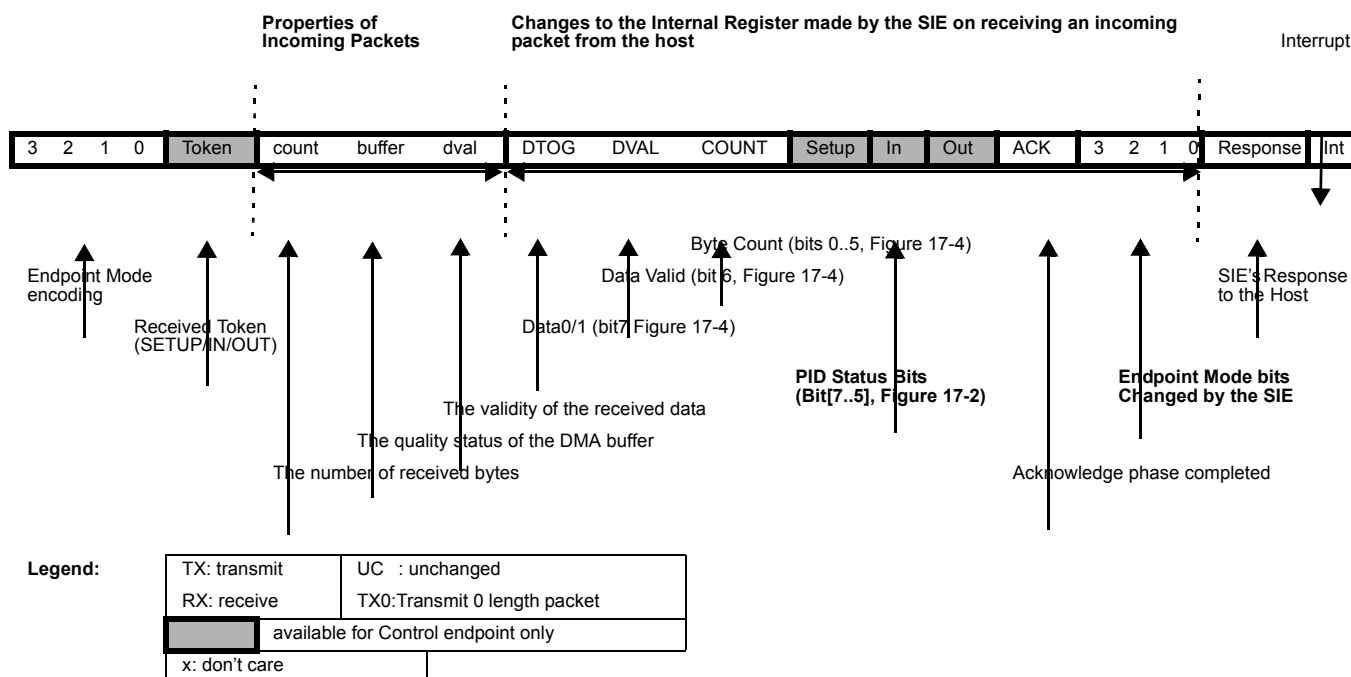 Properties of
Incoming Packets
Changes to the Internal Register made by the SIE on receiving an incoming
packet from the host
Interrupt
3 2 1 0 Token count buffer dval DTOG DVAL COUNT Setup In Out ACK 3 2 1 0 Response Int
Byte Count (bits 0..5, Figure 17-4)
Endpoint Mode
encoding
Data Valid (bit 6, Figure 17-4)
SIE's Response
to the Host
Received Token
(SETUP/IN/OUT)
Data0/1 (bit7 Figure 17-4)
PID Status Bits
(Bit[7..5], Figure 17-2)
Endpoint Mode bits
Changed by the SIE
The validity of the received data
The quality status of the DMA buffer
The number of received bytes
Acknowledge phase completed
Legend:
TX: transmit
UC : unchanged
RX: receive
TX0:Transmit 0 length packet
available for Control endpoint only
x: don't care